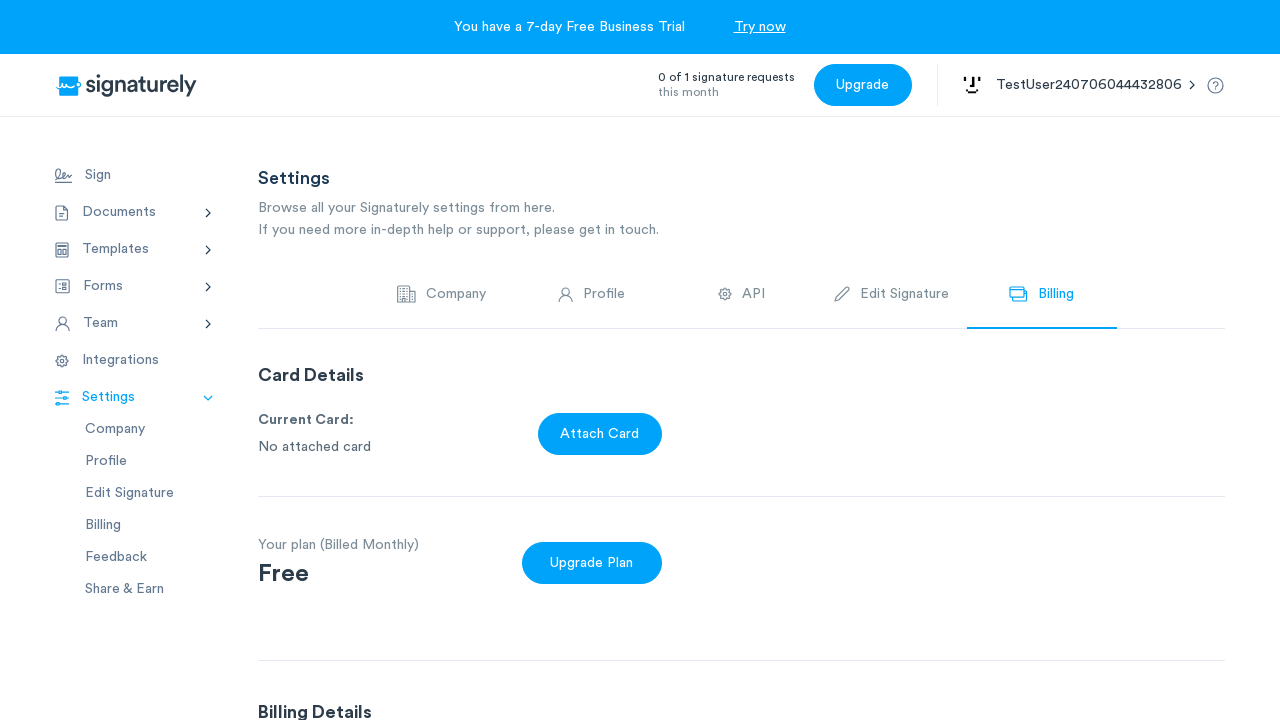 You have a 7-day Free Business Trial Try now
signaturely
0 of 1 signature requests
this month
Upgrade
TestUser240706044432806
Sign
Documents
Templates
Forms
Team
Integrations
Settings
Company
Profile
Edit Signature
Billing
Feedback
Share & Earn
Settings
Browse all your Signaturely settings from here.
If you need more in-depth help or support, please get in touch.
Company Profile API Edit Signature Billing
Card Details
Current Card:
No attached card
Attach Card
Your plan (Billed Monthly)
Free
Upgrade Plan
Billing Details